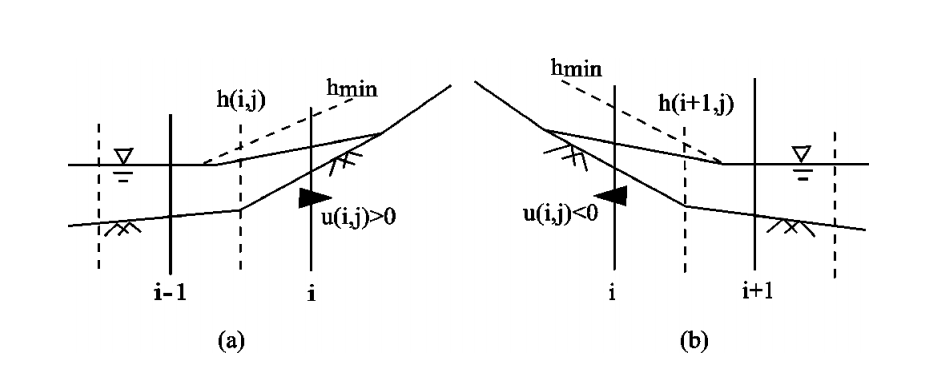 hmin
h(i,j)
u(i,j)>0
i-1
i
(a)
hmin
h(i+1,j)
u(i,j)<0
i
i+1
(b)